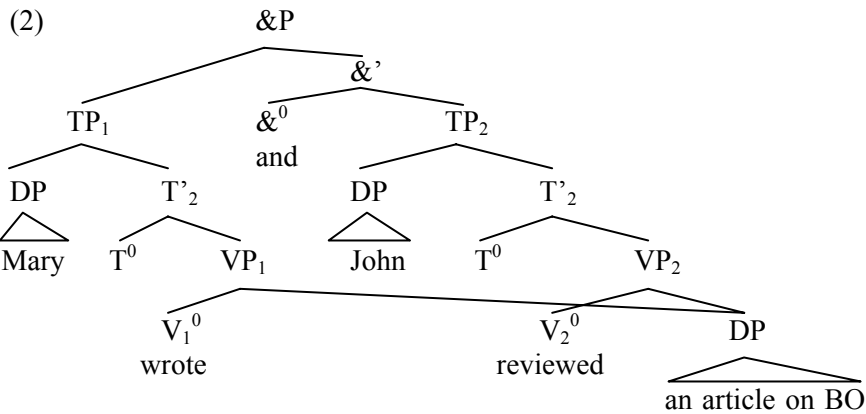 (2) &P
&’
TP₁ &⁰ TP₂
and
DP T’₂ DP T’₂
Mary T⁰ VP₁ John T⁰ VP₂
V₁⁰ V₂⁰ DP
wrote reviewed
an article on BO